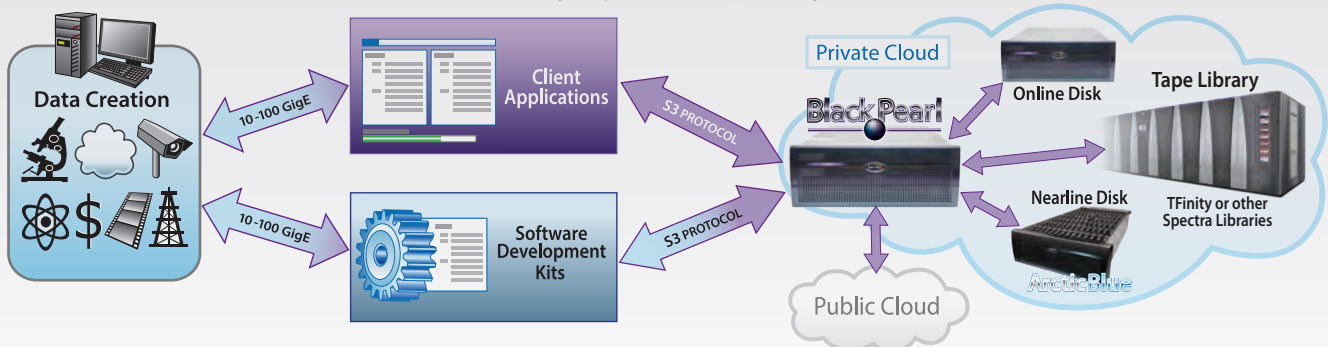 Data Creation
10-100 GigE
10-100 GigE
Client
Applications
Software
Development
Kits
S3 PROTOCOL
S3 PROTOCOL
Private Cloud
BlackPearl
Public Cloud
Online Disk
Tape Library
TFinity or other
Spectra Libraries
Nearline Disk
ArcticBlue